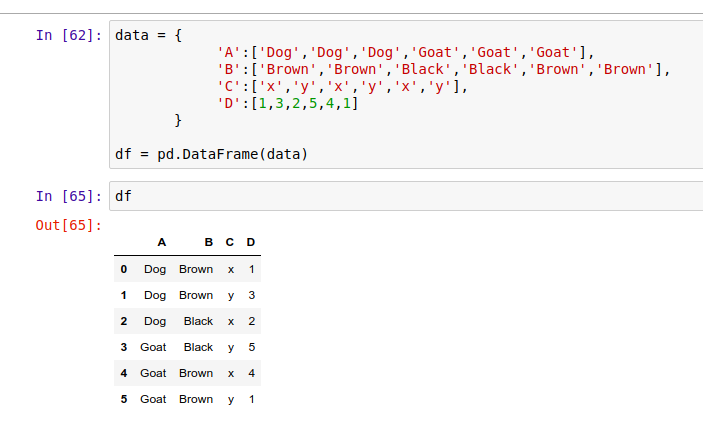 In [62]: data = {
'A':['Dog','Dog','Dog','Goat','Goat','Goat'],
'B':['Brown','Brown','Black','Black','Brown','Brown'],
'C':['x','y','x','y','x','y'],
'D':[1,3,2,5,4,1]
}
df = pd.DataFrame(data)
In [65]: df
Out[65]:
A B C D
0 Dog Brown x 1
1 Dog Brown y 3
2 Dog Black x 2
3 Goat Black y 5
4 Goat Brown x 4
5 Goat Brown y 1